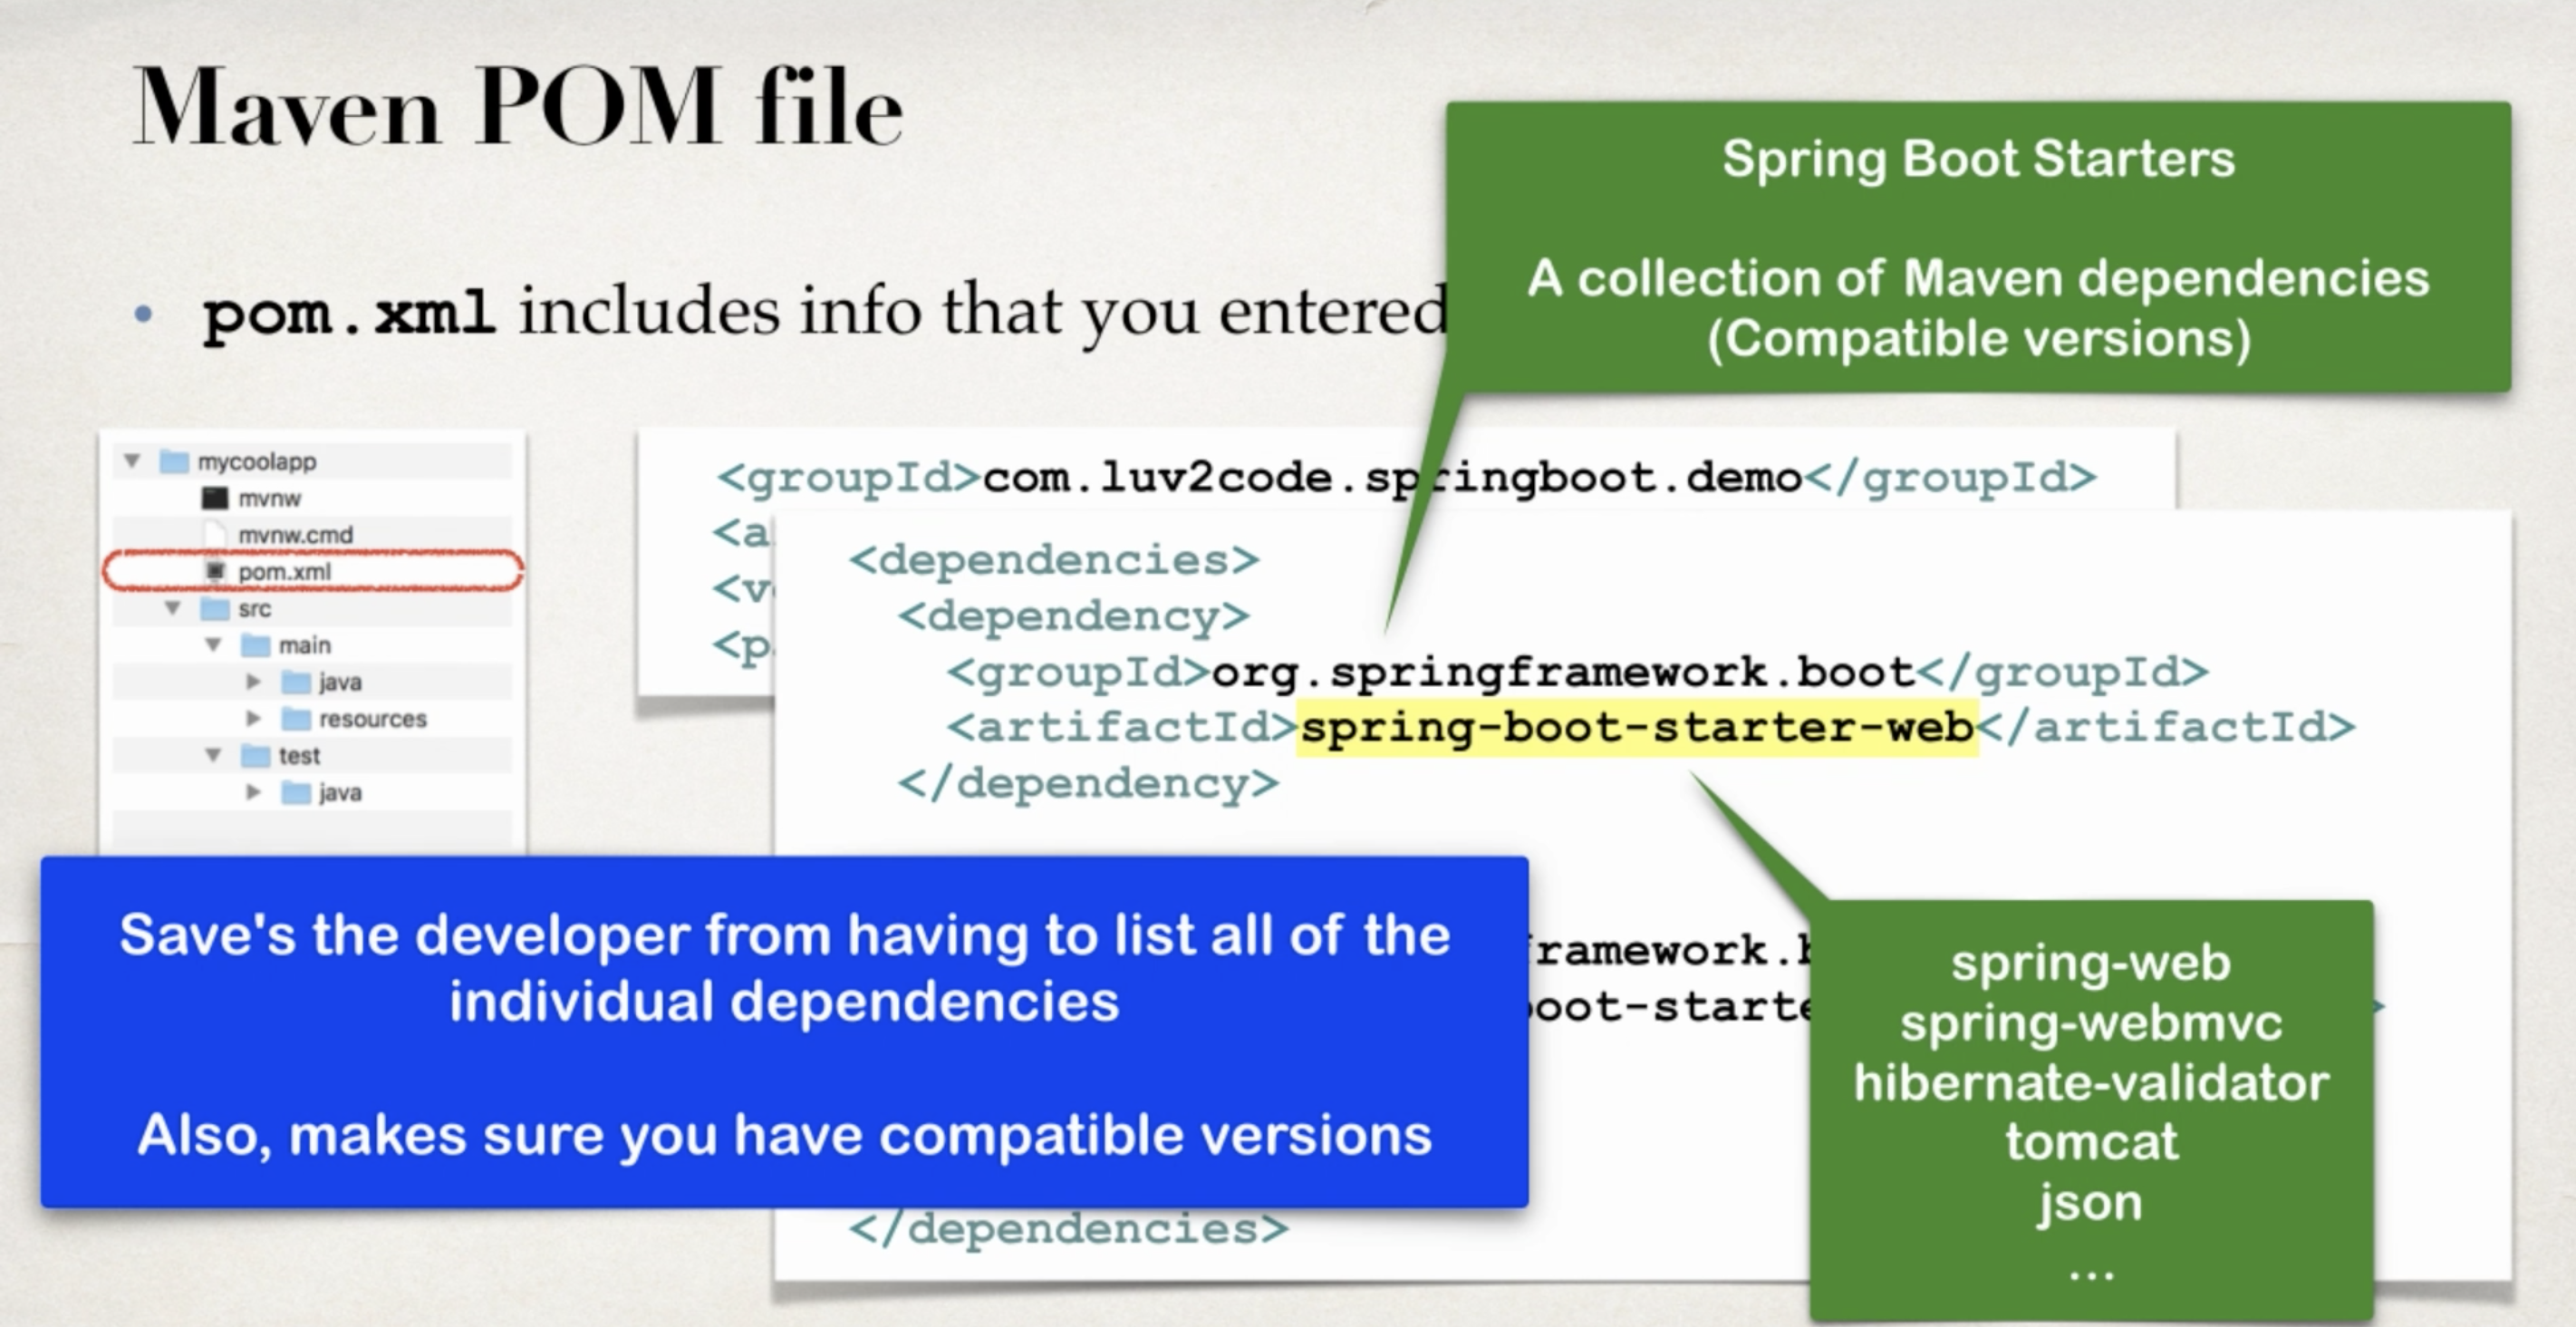 Maven POM file
Spring Boot Starters
A collection of Maven dependencies
(Compatible versions)
• pom.xml includes info that you entered
mycoolapp
mvnw
mvnw.cmd
pom.xml
src
main
java
resources
test
java
<groupId>com.luv2code.springboot.demo</groupId>
<a
<v
<p
<dependencies>
<dependency>
<groupId>org.springframework.boot</groupId>
<artifactId>spring-boot-starter-web</artifactId>
</dependency>
Save's the developer from having to list all of the
individual dependencies
Also, makes sure you have compatible versions
ramework.
oot-starte
>
</dependencies>
spring-web
spring-webmvc
hibernate-validator
tomcat
json
...